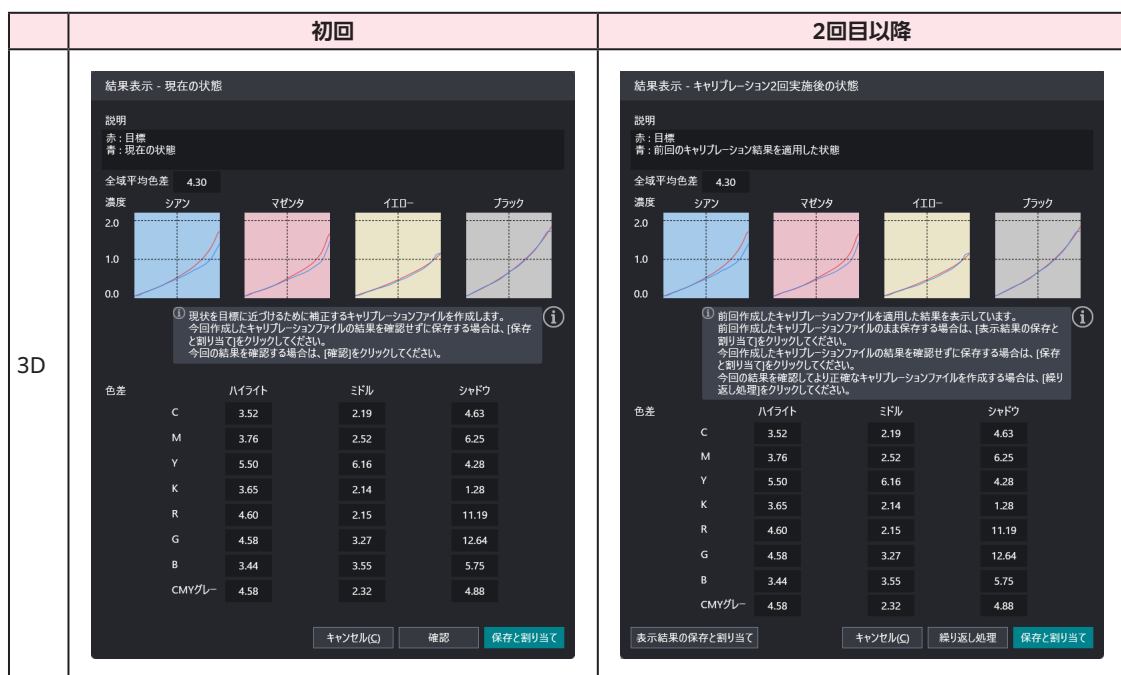 初回
2回目以降
3D
結果表示 - 現在の状態
説明
赤 : 目標
青 : 現在の状態
全域平均色差 4.30
濃度 シアン マゼンタ イエロー ブラック
2.0
1.0
0.0
現状を目標に近づけるために補正するキャリブレーションファイルを作成します。
今回作成したキャリブレーションファイルの結果を確認せずに保存する場合は、[保存
と割り当て]をクリックしてください。
今回の結果を確認する場合は、[確認]をクリックしてください。
色差 ハイライト ミドル シャドウ
C 3.52 2.19 4.63
M 3.76 2.52 6.25
Y 5.50 6.16 4.28
K 3.65 2.14 1.28
R 4.60 2.15 11.19
G 4.58 3.27 12.64
B 3.44 3.55 5.75
CMYグレー 4.58 2.32 4.88
キャンセル(C) 確認 保存と割り当て
結果表示 - キャリブレーション2回実施後の状態
説明
赤 : 目標
青 : 前回のキャリブレーション結果を適用した状態
全域平均色差 4.30
濃度 シアン マゼンタ イエロー ブラック
2.0
1.0
0.0
前回作成したキャリブレーションファイルを適用した結果を表示しています。
前回作成したキャリブレーションファイルのまま保存する場合は、[表示結果の保存と
割り当て]をクリックしてください。
今回作成したキャリブレーションファイルの結果を確認せずに保存する場合は、[保存
と割り当て]をクリックしてください。
今回の結果を確認してより正確なキャリブレーションファイルを作成する場合は、[繰り
返し処理]をクリックしてください。
色差 ハイライト ミドル シャドウ
C 3.52 2.19 4.63
M 3.76 2.52 6.25
Y 5.50 6.16 4.28
K 3.65 2.14 1.28
R 4.60 2.15 11.19
G 4.58 3.27 12.64
B 3.44 3.55 5.75
CMYグレー 4.58 2.32 4.88
表示結果の保存と割り当て キャンセル(C) 繰り返し処理 保存と割り当て